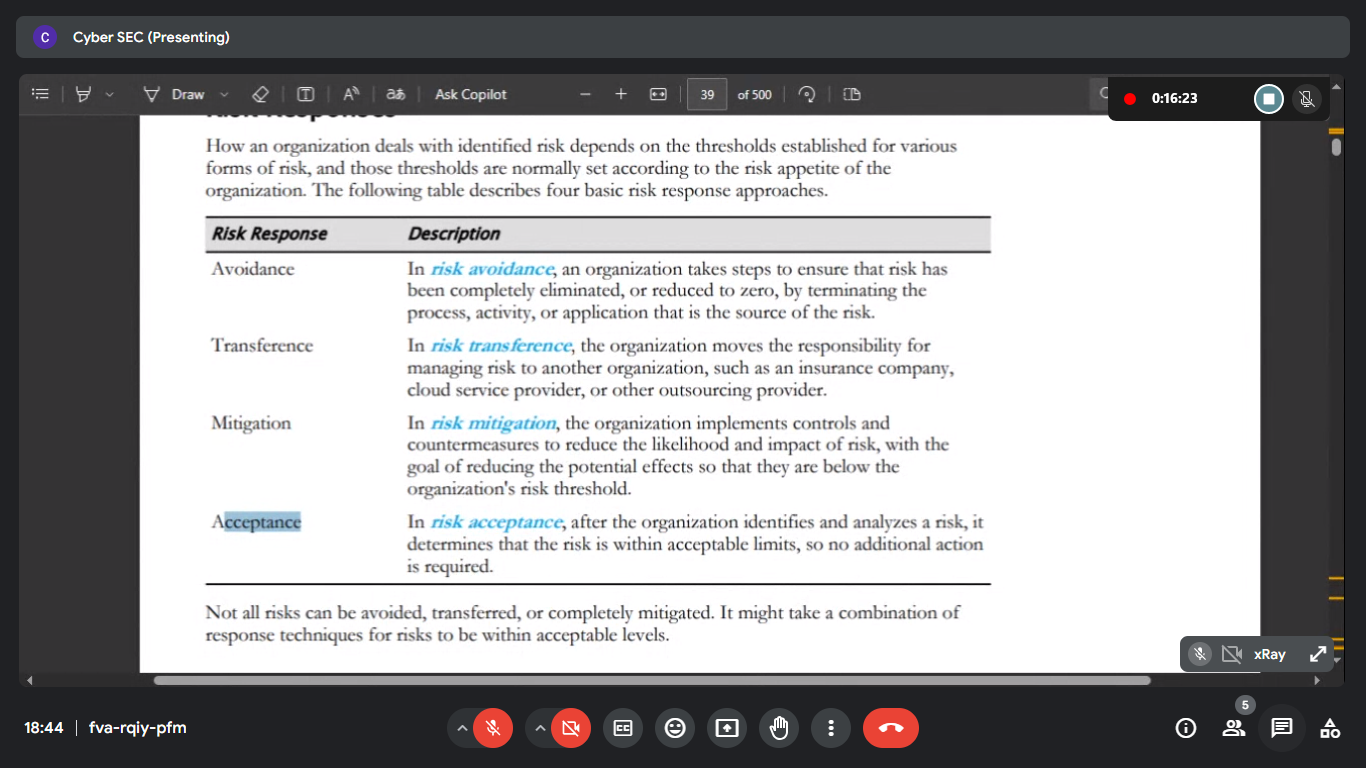 C Cyber SEC (Presenting)
Draw
Ask Copilot
39 of 500
0:16:23
Risk Responses
How an organization deals with identified risk depends on the thresholds established for various
forms of risk, and those thresholds are normally set according to the risk appetite of the
organization. The following table describes four basic risk response approaches.
Risk Response Description
Avoidance In risk avoidance, an organization takes steps to ensure that risk has
been completely eliminated, or reduced to zero, by terminating the
process, activity, or application that is the source of the risk.
Transference In risk transference, the organization moves the responsibility for
managing risk to another organization, such as an insurance company,
cloud service provider, or other outsourcing provider.
Mitigation In risk mitigation, the organization implements controls and
countermeasures to reduce the likelihood and impact of risk, with the
goal of reducing the potential effects so that they are below the
organization's risk threshold.
Acceptance In risk acceptance, after the organization identifies and analyzes a risk, it
determines that the risk is within acceptable limits, so no additional action
is required.
Not all risks can be avoided, transferred, or completely mitigated. It might take a combination of
response techniques for risks to be within acceptable levels.
xRay
18:44 | fva-rqiy-pfm
5